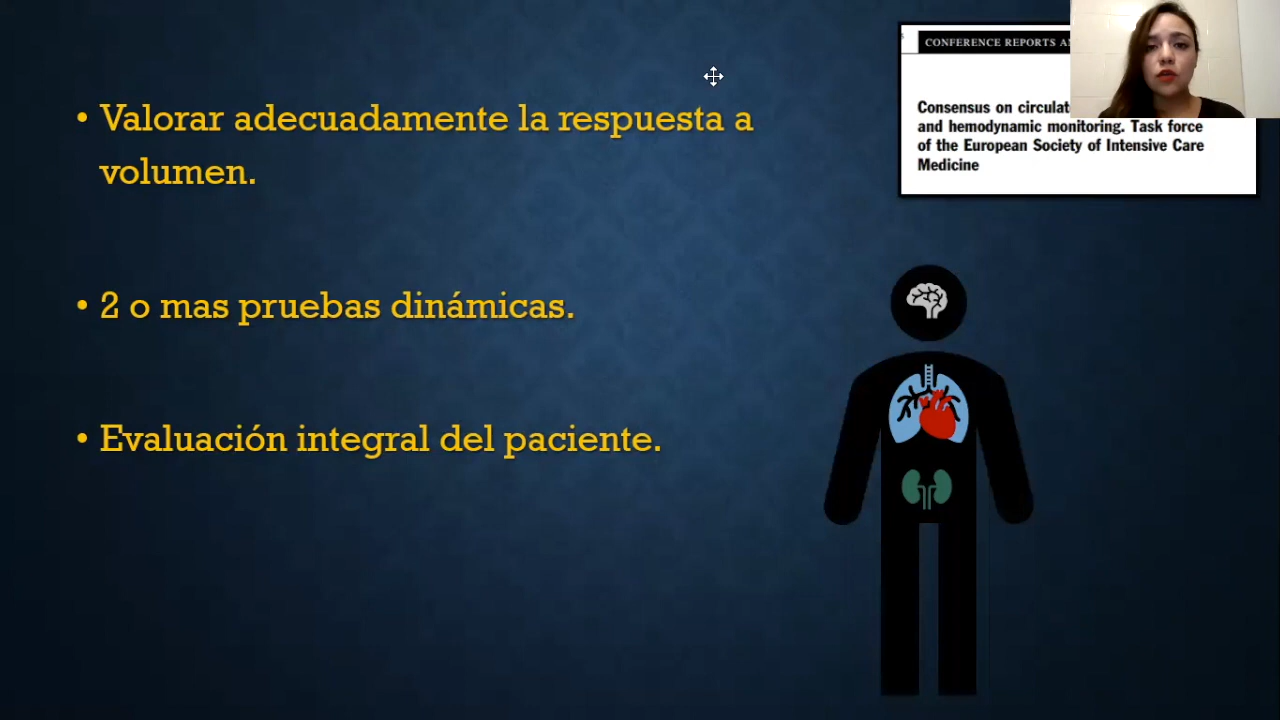 • Valorar adecuadamente la respuesta a
volumen.
• 2 o mas pruebas dinámicas.
• Evaluación integral del paciente.
CONFERENCE REPORTS
Consensus on
and hemodynamic monitoring. Task force
of the European Society of Intensive Care
Medicine